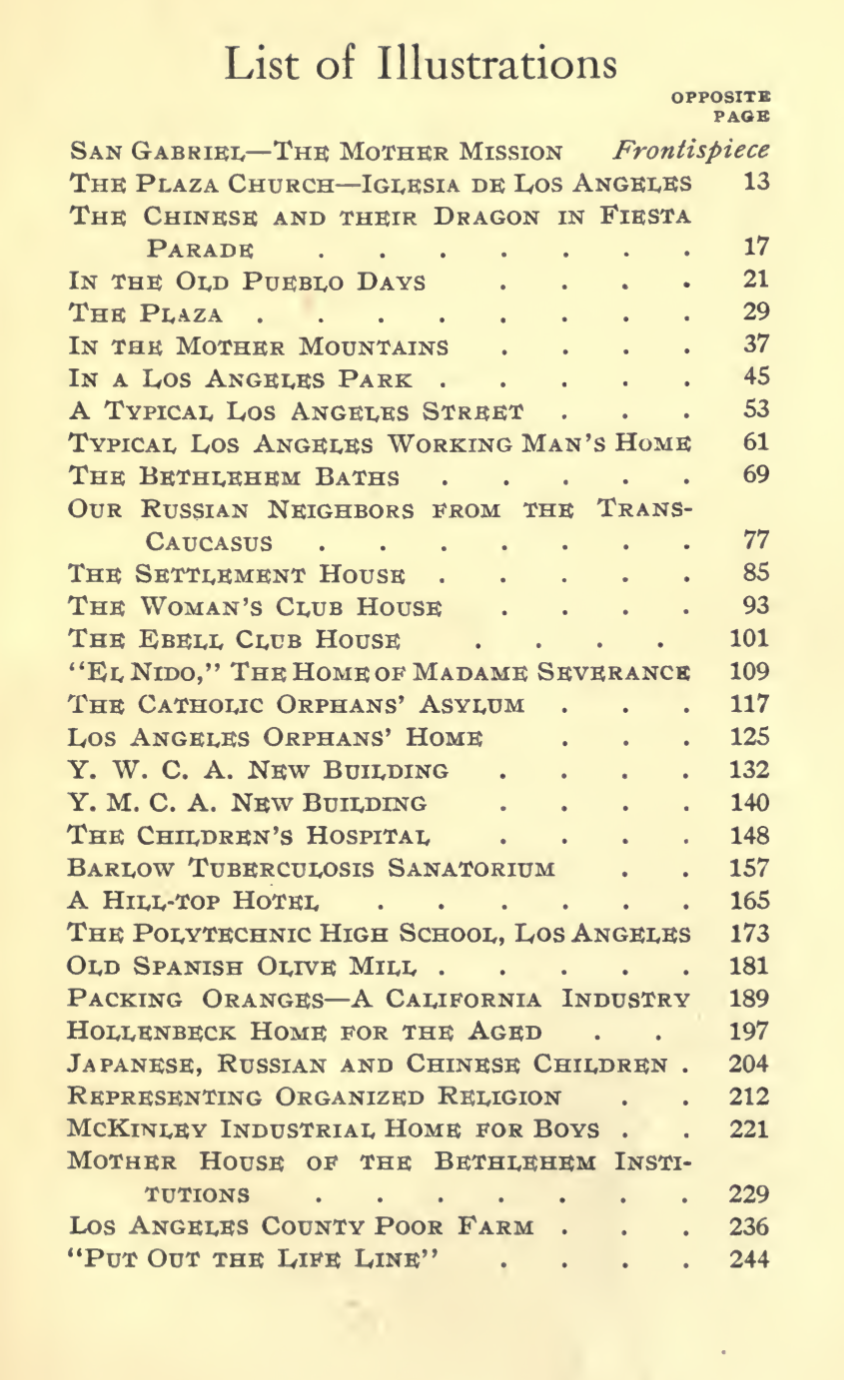 List of Illustrations
OPPOSITE
PAGE
SAN GABRIEL—THE MOTHER MISSION Frontispiece
THE PLAZA CHURCH—IGLESIA DE LOS ANGELES 13
THE CHINESE AND THEIR DRAGON IN FIESTA
PARADE . . . . . . . 17
IN THE OLD PUEBLO DAYS . . . . 21
THE PLAZA . . . . . . . . 29
IN THE MOTHER MOUNTAINS . . . . 37
IN A LOS ANGELES PARK . . . . . 45
A TYPICAL LOS ANGELES STREET . . . 53
TYPICAL LOS ANGELES WORKING MAN'S HOME 61
THE BETHLEHEM BATHS . . . . . 69
OUR RUSSIAN NEIGHBORS FROM THE TRANS-
CAUCASUS . . . . . . . 77
THE SETTLEMENT HOUSE . . . . . 85
THE WOMAN'S CLUB HOUSE . . . . 93
THE EBELL CLUB HOUSE . . . . 101
"EL NIDO," THE HOME OF MADAME SEVERANCE 109
THE CATHOLIC ORPHANS' ASYLUM . . . 117
LOS ANGELES ORPHANS' HOME . . . 125
Y. W. C. A. NEW BUILDING . . . . 132
Y. M. C. A. NEW BUILDING . . . . 140
THE CHILDREN'S HOSPITAL . . . . 148
BARLOW TUBERCULOSIS SANATORIUM . . 157
A HILL-TOP HOTEL . . . . . . 165
THE POLYTECHNIC HIGH SCHOOL, LOS ANGELES 173
OLD SPANISH OLIVE MILL . . . . . 181
PACKING ORANGES—A CALIFORNIA INDUSTRY 189
HOLLENBECK HOME FOR THE AGED . . 197
JAPANESE, RUSSIAN AND CHINESE CHILDREN . 204
REPRESENTING ORGANIZED RELIGION . . 212
MCKINLEY INDUSTRIAL HOME FOR BOYS . . 221
MOTHER HOUSE OF THE BETHLEHEM INSTI-
TUTIONS . . . . . . . 229
LOS ANGELES COUNTY POOR FARM . . . 236
"PUT OUT THE LIFE LINE" . . . . 244